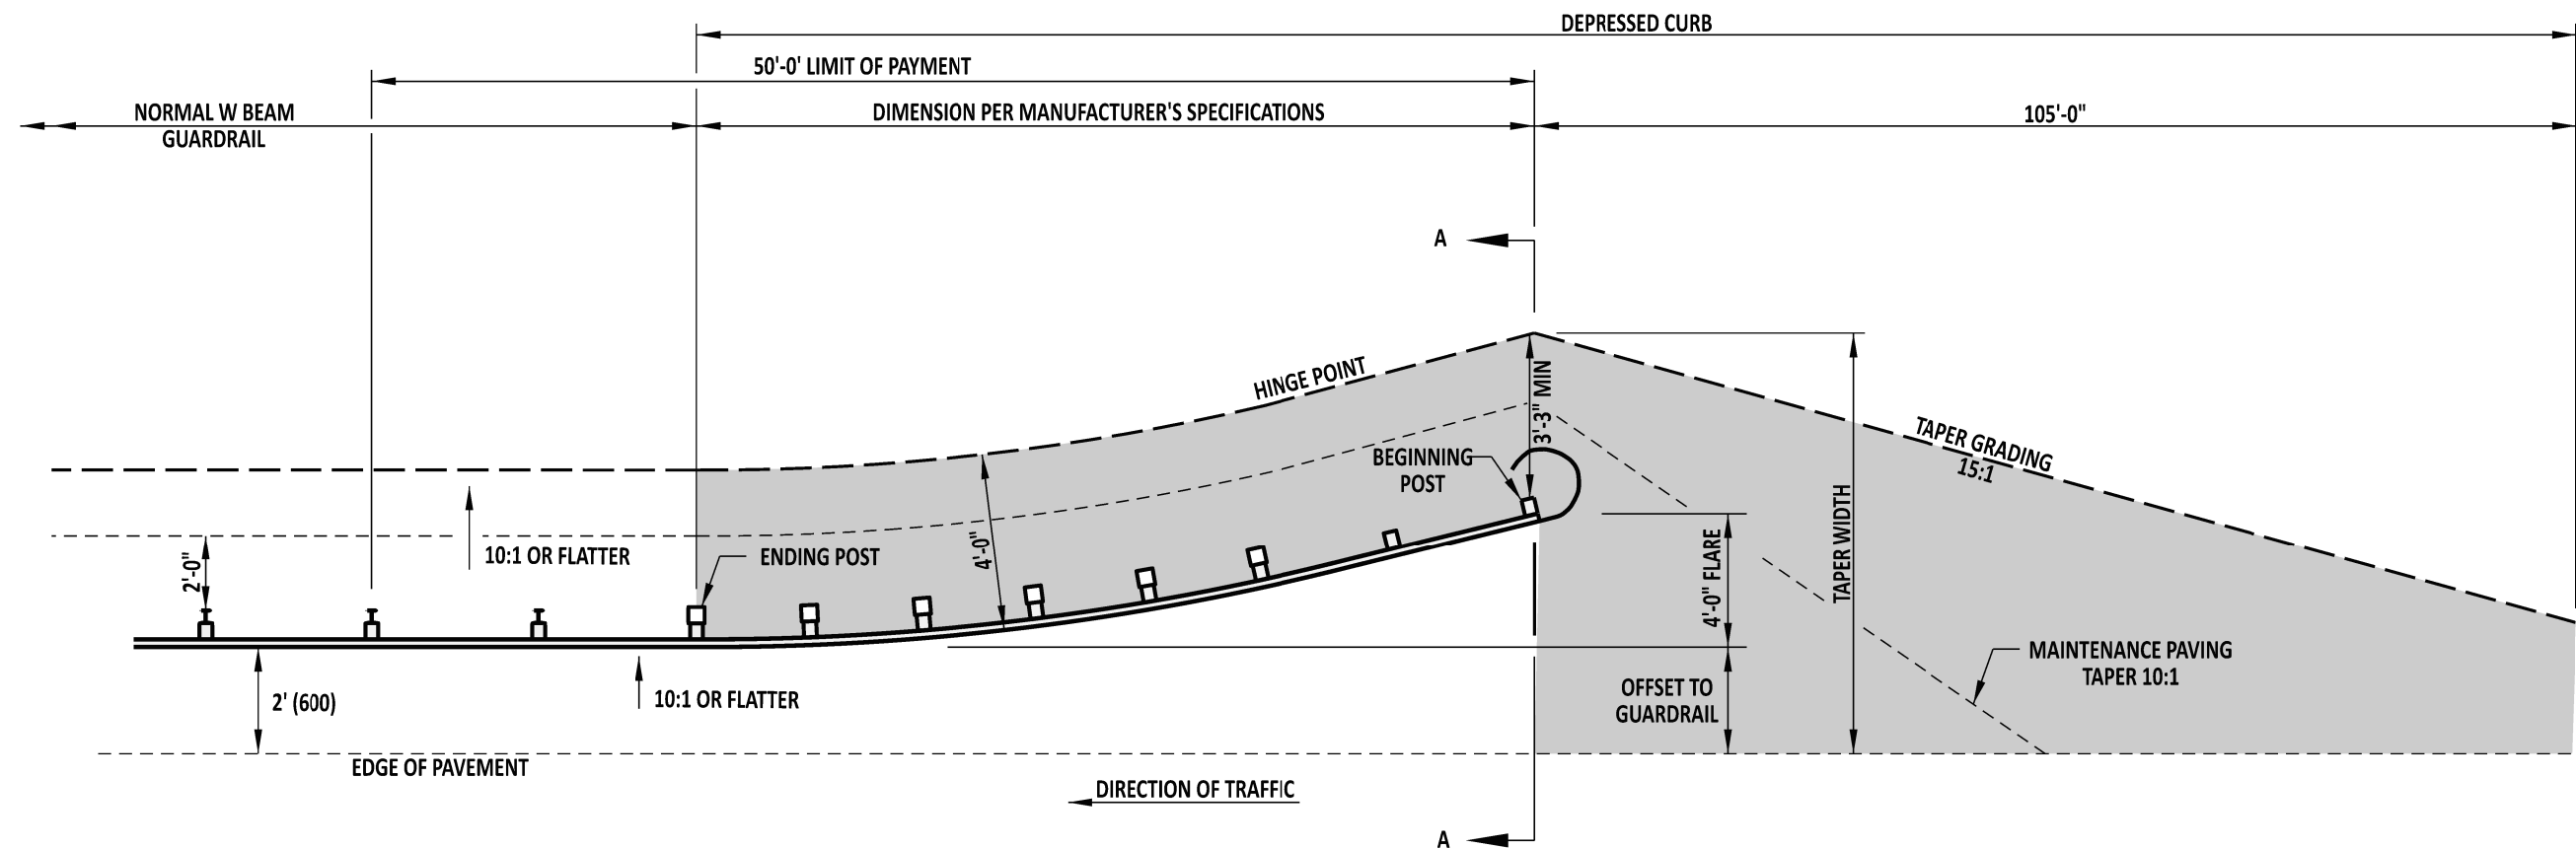 DEPRESSED CURB
50'-0' LIMIT OF PAYMENT
NORMAL W BEAM
GUARDRAIL
DIMENSION PER MANUFACTURER'S SPECIFICATIONS
105'-0"
A
HINGE POINT
3'-3" MIN
TAPER GRADING
15:1
BEGINNING
POST
TAPER WIDTH
2'-0"
10:1 OR FLATTER
4'-0"
ENDING POST
4'-0" FLARE
MAINTENANCE PAVING
TAPER 10:1
2' (600)
10:1 OR FLATTER
OFFSET TO
GUARDRAIL
EDGE OF PAVEMENT
DIRECTION OF TRAFFIC
A